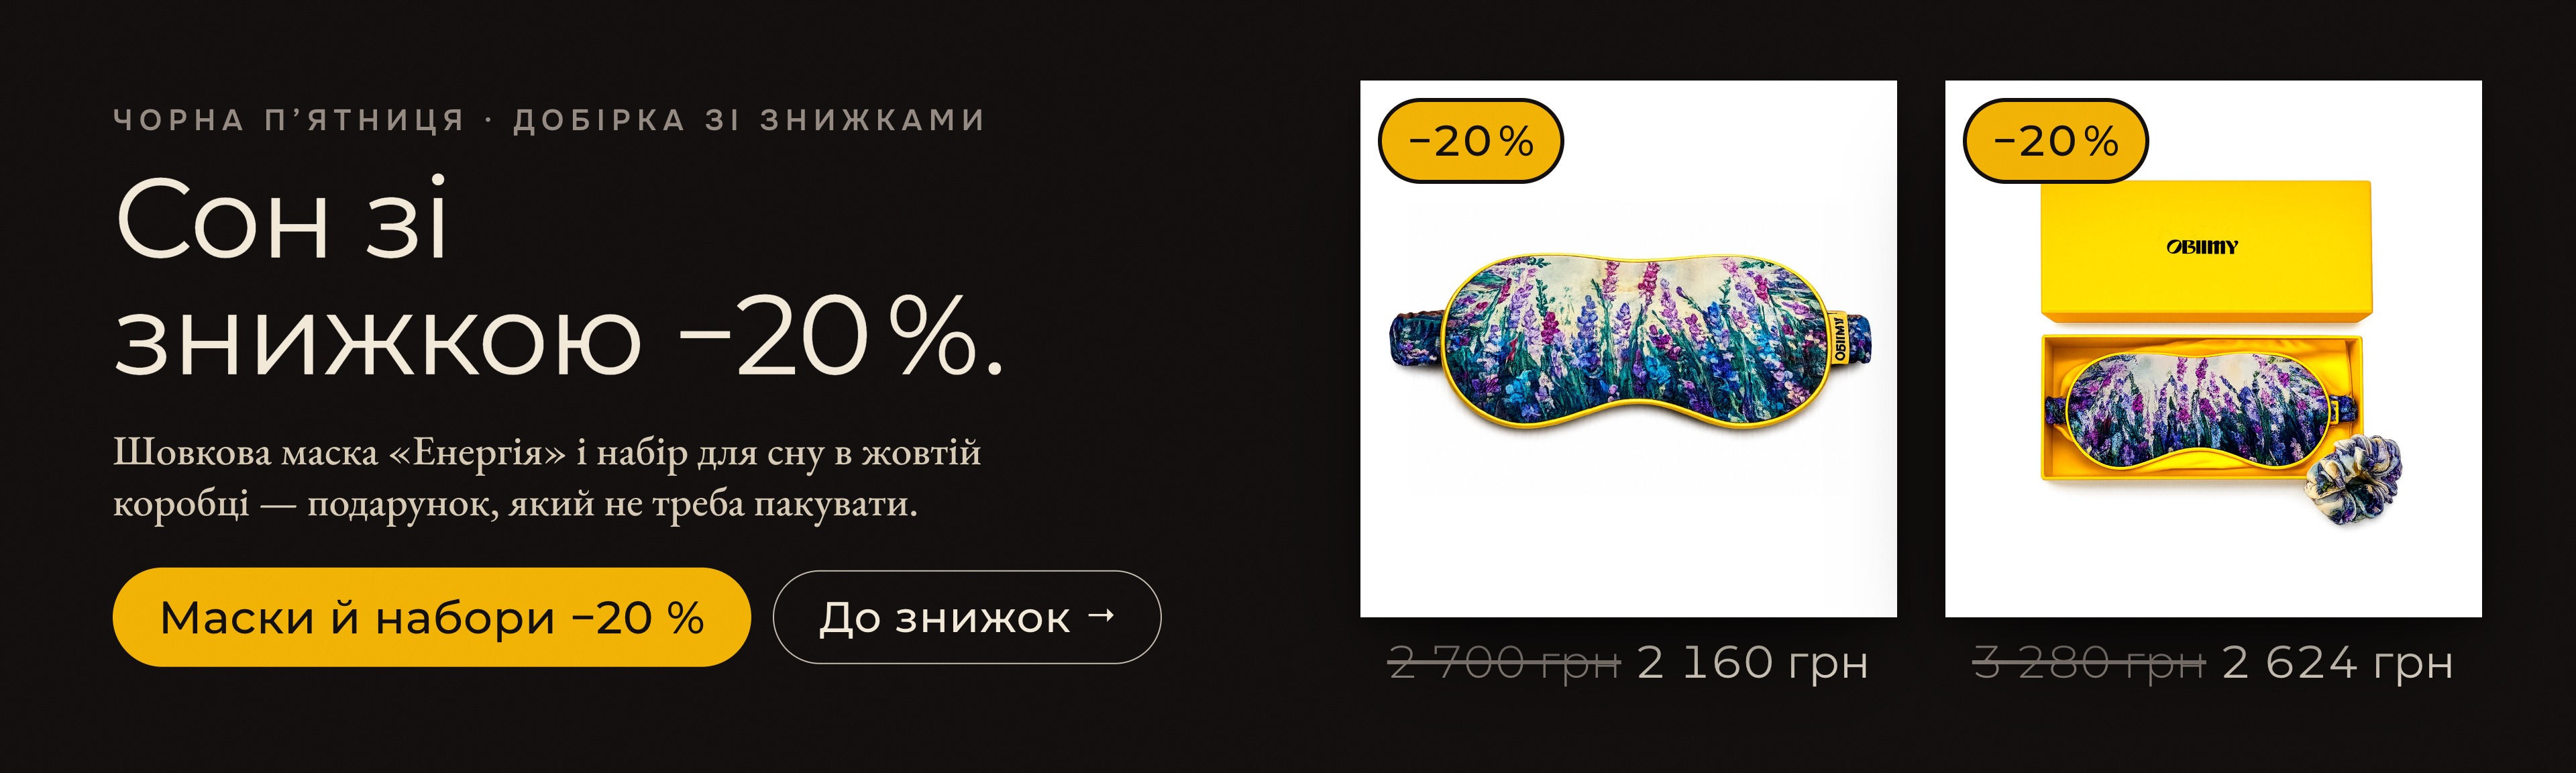 ЧОРНА П’ЯТНИЦЯ · ДОБІРКА ЗІ ЗНИЖКАМИ
Сон зі
знижкою −20 %.
Шовкова маска «Енергія» і набір для сну в жовтій
коробці — подарунок, який не треба пакувати.
Маски й набори −20 %
До знижок →
−20 %
ОБІЙМИ
2 700 грн 2 160 грн
−20 %
OBIIMY
3 280 грн 2 624 грн